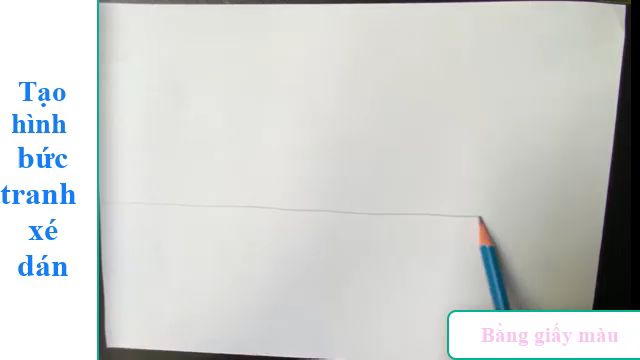 Tạo
hình
bức
tranh
xé
dán
Bằng giấy màu